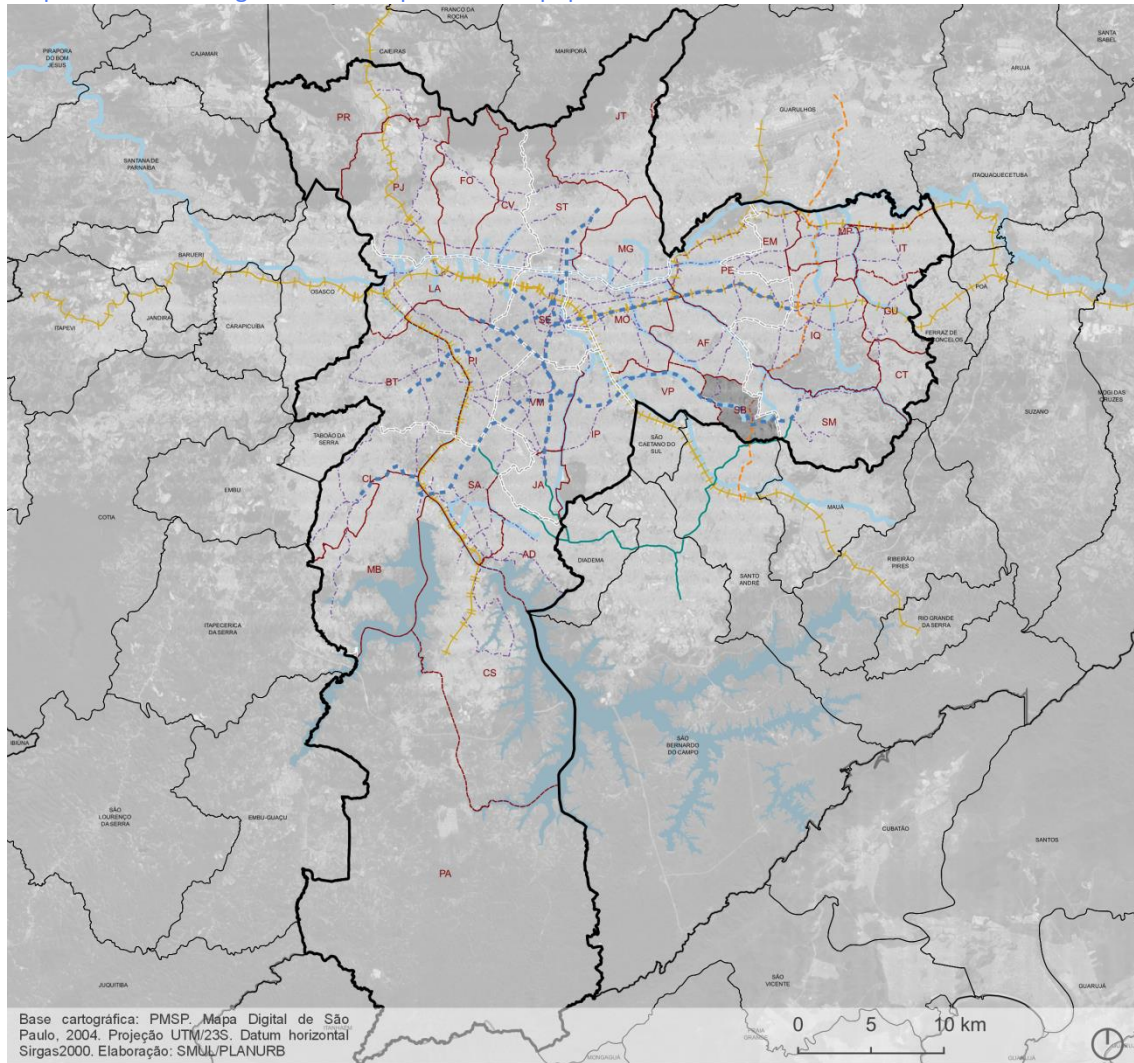 FRANCO DA
ROCHA
SANTA
ISABEL
PIRAPORA
DO BOM
JESUS
CAJAMAR
CAIEIRAS
MAIRIPORÃ
ARUJÁ
GUARULHOS
PR
JT
SANTANA DE
PARNAÍBA
ITAQUAQUECETUBA
PJ
FO
CV
ST
MG
EM
MP
IT
BARUERI
PE
LA
OSASCO
POÁ
ITAPEVI
JANDIRA
CARAPICUÍBA
SE
MO
GU
AF
IQ
FERRAZ DE
PI
CT
BT
VP
SB
SM
MOGI DAS
CRUZES
SUZANO
VM
IP
TABOÃO DA
SERRA
SÃO
CAETANO DO
SUL
CL
SA
JA
EMBU
COTIA
MAUÁ
AD
DIADEMA
RIBEIRÃO
PIRES
MB
SANTO
ANDRÉ
RIO GRANDE
DA SERRA
ITAPECERICA
DA SERRA
CS
SÃO
BERNARDO
DO CAMPO
IBIÚNA
SÃO
LOURENÇO
DA SERRA
EMBU-GUAÇU
CUBATÃO
SANTOS
PA
JUQUITIBA
SÃO
VICENTE
GUARUJÁ
Base cartográfica: PMSP. Mapa Digital de São
Paulo, 2004. Projeção UTM/23S. Datum horizontal
Sirgas2000. Elaboração: SMUL/PLANURB
0 5 10 km
ITANHAÉM
PRAIA
GRANDE
MONGAGUÁ
GUARUJÁ